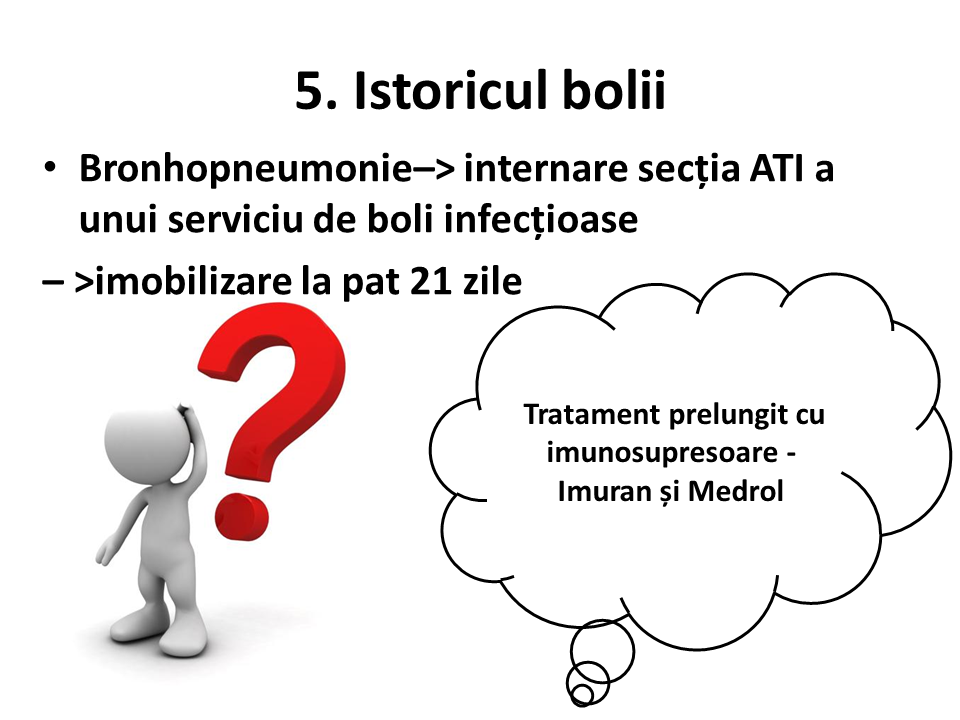 5. Istoricul bolii
• Bronhopneumonie–> internare secția ATI a
unui serviciu de boli infecțioase
– >imobilizare la pat 21 zile
Tratament prelungit cu
imunosupresoare -
Imuran și Medrol